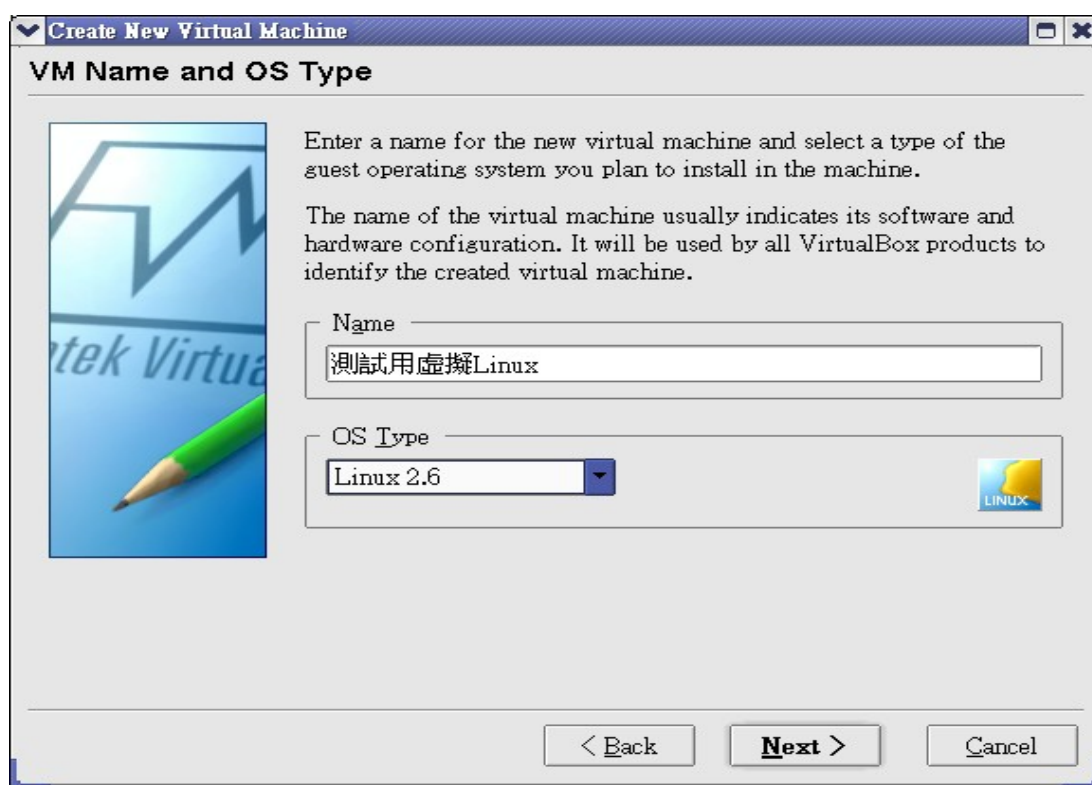 Create New Virtual Machine
VM Name and OS Type
Enter a name for the new virtual machine and select a type of the
guest operating system you plan to install in the machine.
The name of the virtual machine usually indicates its software and
hardware configuration. It will be used by all VirtualBox products to
identify the created virtual machine.
Name
測試用虛擬Linux
OS Type
Linux 2.6
LINUX
tek Virtua
< Back
Next >
Cancel